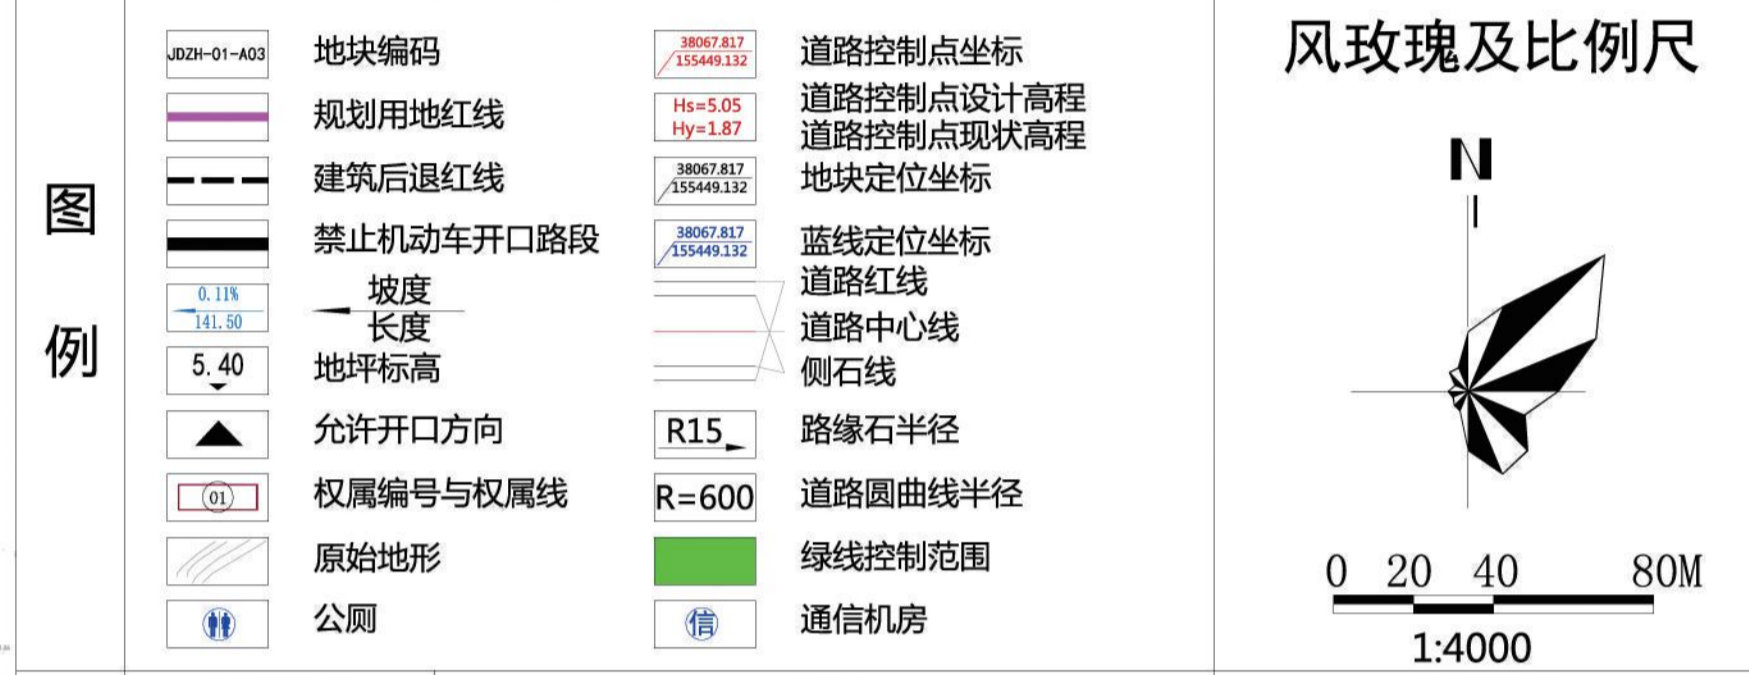 图
例
JDZH-01-A03 地块编码
规划用地红线
建筑后退红线
禁止机动车开口路段
0.11%
141.50
坡度
长度
5.40 地坪标高
允许开口方向
01 权属编号与权属线
原始地形
公厕
38067.817
155449.132
道路控制点坐标
Hs=5.05 道路控制点设计高程
Hy=1.87 道路控制点现状高程
38067.817
155449.132
地块定位坐标
38067.817
155449.132
蓝线定位坐标
道路红线
道路中心线
侧石线
R15 路缘石半径
R=600 道路圆曲线半径
绿线控制范围
信 通信机房
风玫瑰及比例尺
N
0 20 40 80M
1:4000